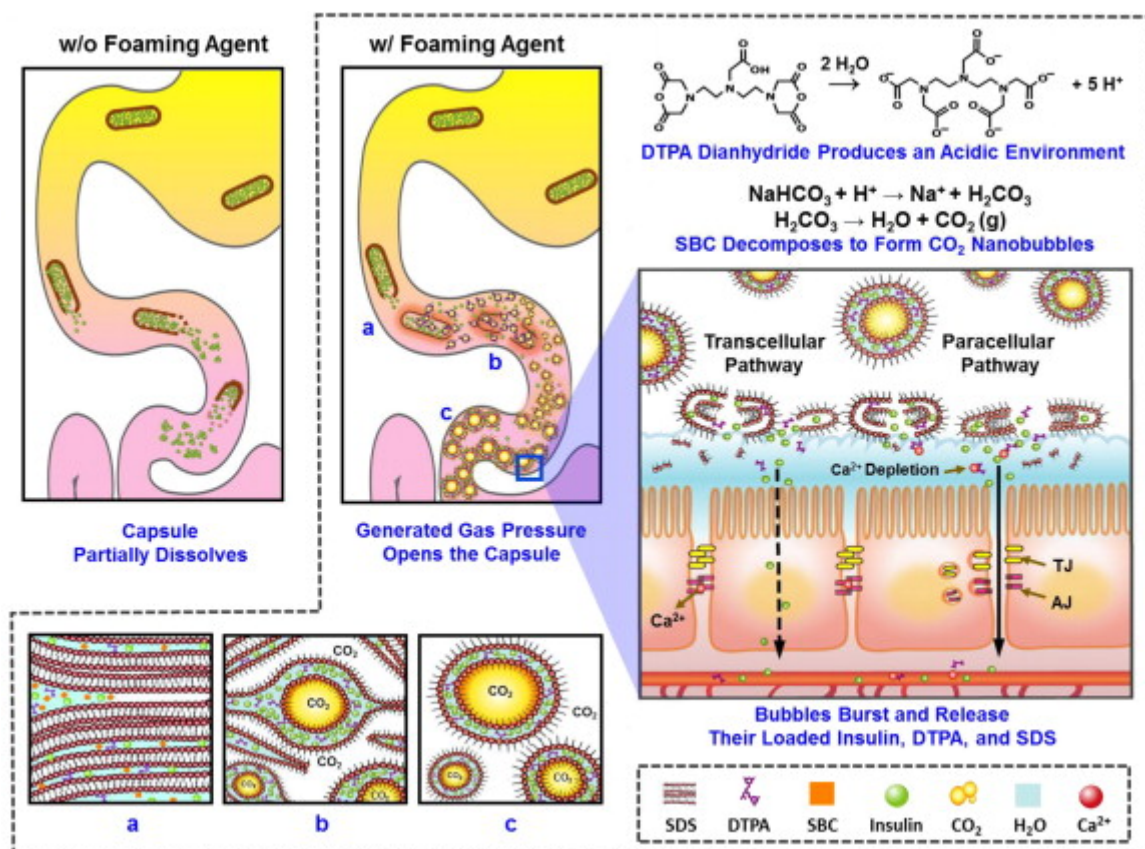 w/o Foaming Agent
Capsule
Partially Dissolves
w/ Foaming Agent
a
b
c
Generated Gas Pressure
Opens the Capsule
O
O
O
O
O
N
N
N
O
OH
O
2 H₂O
O
O⁻
O⁻
O
N
N
N
O
O⁻
O
O⁻
O
O⁻
+ 5 H⁺
DTPA Dianhydride Produces an Acidic Environment
NaHCO₃ + H⁺ → Na⁺ + H₂CO₃
H₂CO₃ → H₂O + CO₂ (g)
SBC Decomposes to Form CO₂ Nanobubbles
Transcellular
Pathway
Paracellular
Pathway
Ca²⁺ Depletion
TJ
AJ
Ca²⁺
Bubbles Burst and Release
Their Loaded Insulin, DTPA, and SDS
CO₂
CO₂
CO₂
CO₂
CO₂
CO₂
CO₂
CO₂
CO₂
a
b
c
SDS
DTPA
SBC
Insulin
CO₂
H₂O
Ca²⁺